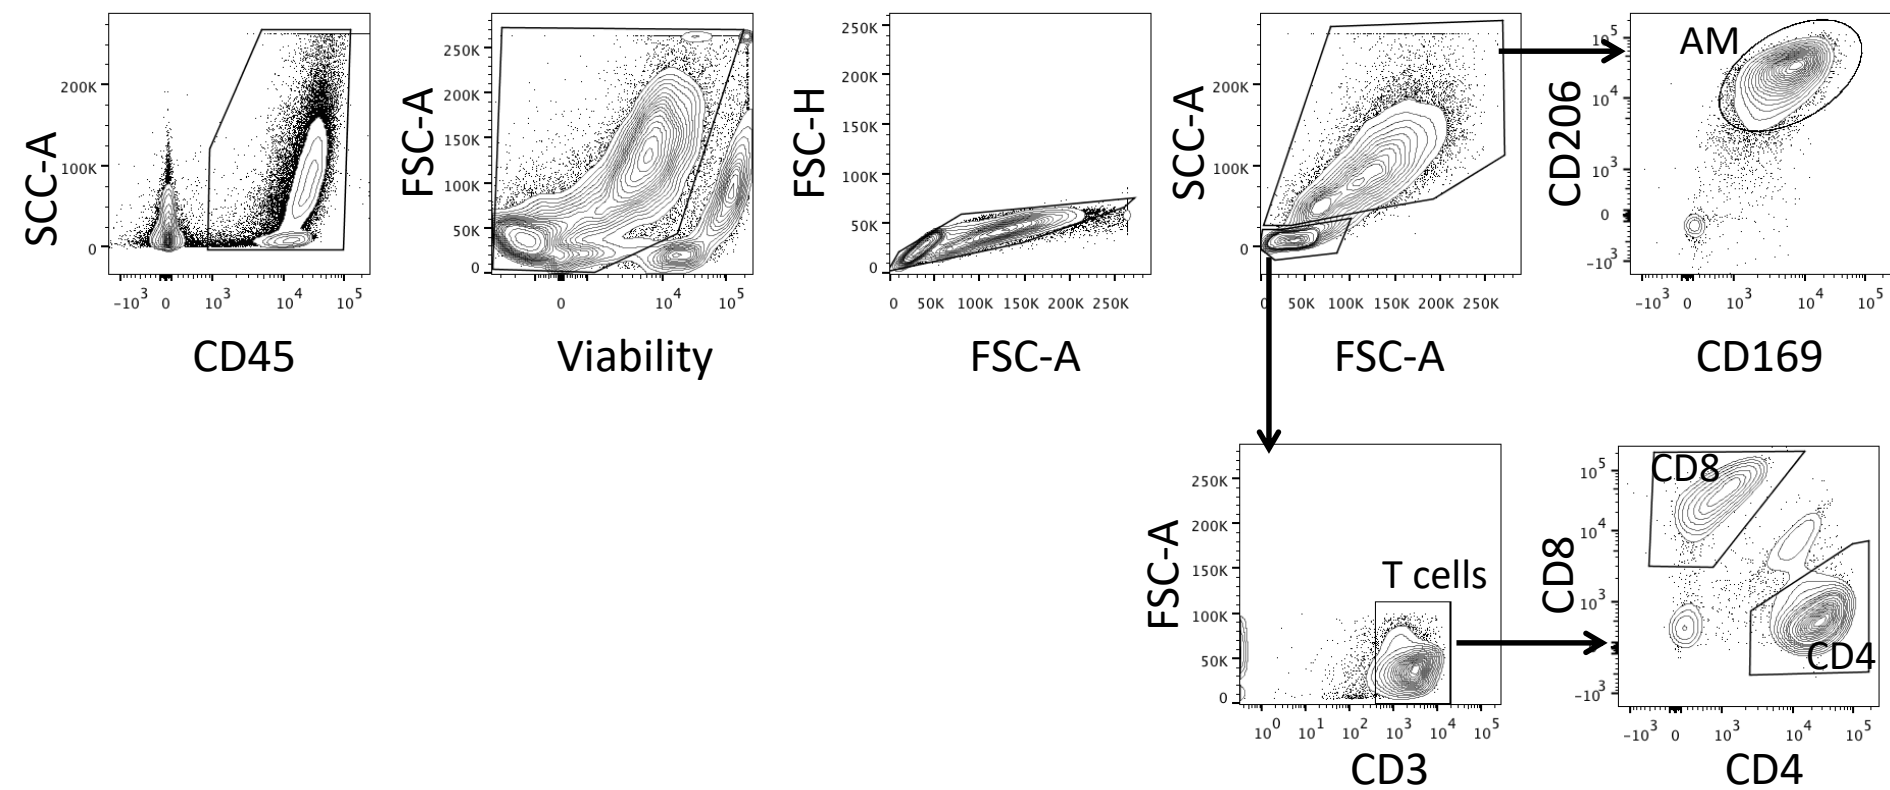 SCC-A
200K
100K
0
-10³ 0 10³ 10⁴ 10⁵
CD45
FSC-A
250K
200K
150K
100K
50K
0
0 10⁴ 10⁵
Viability
FSC-H
250K
200K
150K
100K
50K
0
0 50K 100K 150K 200K 250K
FSC-A
SCC-A
200K
100K
0
0 50K 100K 150K 200K 250K
FSC-A
CD206
AM
10⁵
10⁴
10³
0
-10³
-10³ 0 10³ 10⁴ 10⁵
CD169
FSC-A
250K
200K
150K
100K
50K
0
T cells
10⁰ 10¹ 10² 10³ 10⁴ 10⁵
CD3
CD8
10⁵
10⁴
10³
-10³
CD8
CD4
-10³ 0 10³ 10⁴ 10⁵
CD4